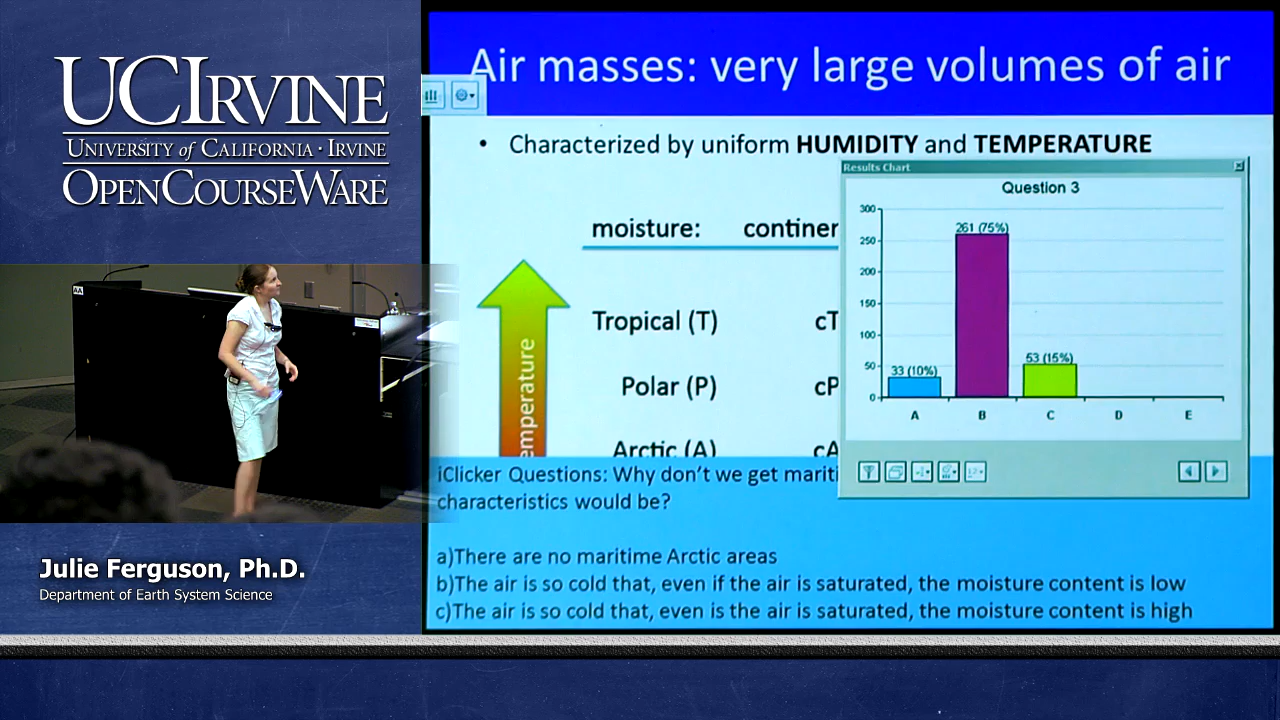 UCIRVINE
UNIVERSITY of CALIFORNIA · IRVINE
OPENCOURSEWARE
Julie Ferguson, Ph.D.
Department of Earth System Science
Air masses: very large volumes of air
• Characterized by uniform HUMIDITY and TEMPERATURE
moisture: continen
Tropical (T) cT
Polar (P) cP
Arctic (A) cA
emperature
iClicker Questions: Why don't we get mariti
characteristics would be?
a)There are no maritime Arctic areas
b)The air is so cold that, even if the air is saturated, the moisture content is low
c)The air is so cold that, even is the air is saturated, the moisture content is high
Results Chart
Question 3
300
250
200
150
100
50
0
33 (10%)
261 (75%)
53 (15%)
A B C D E
AA